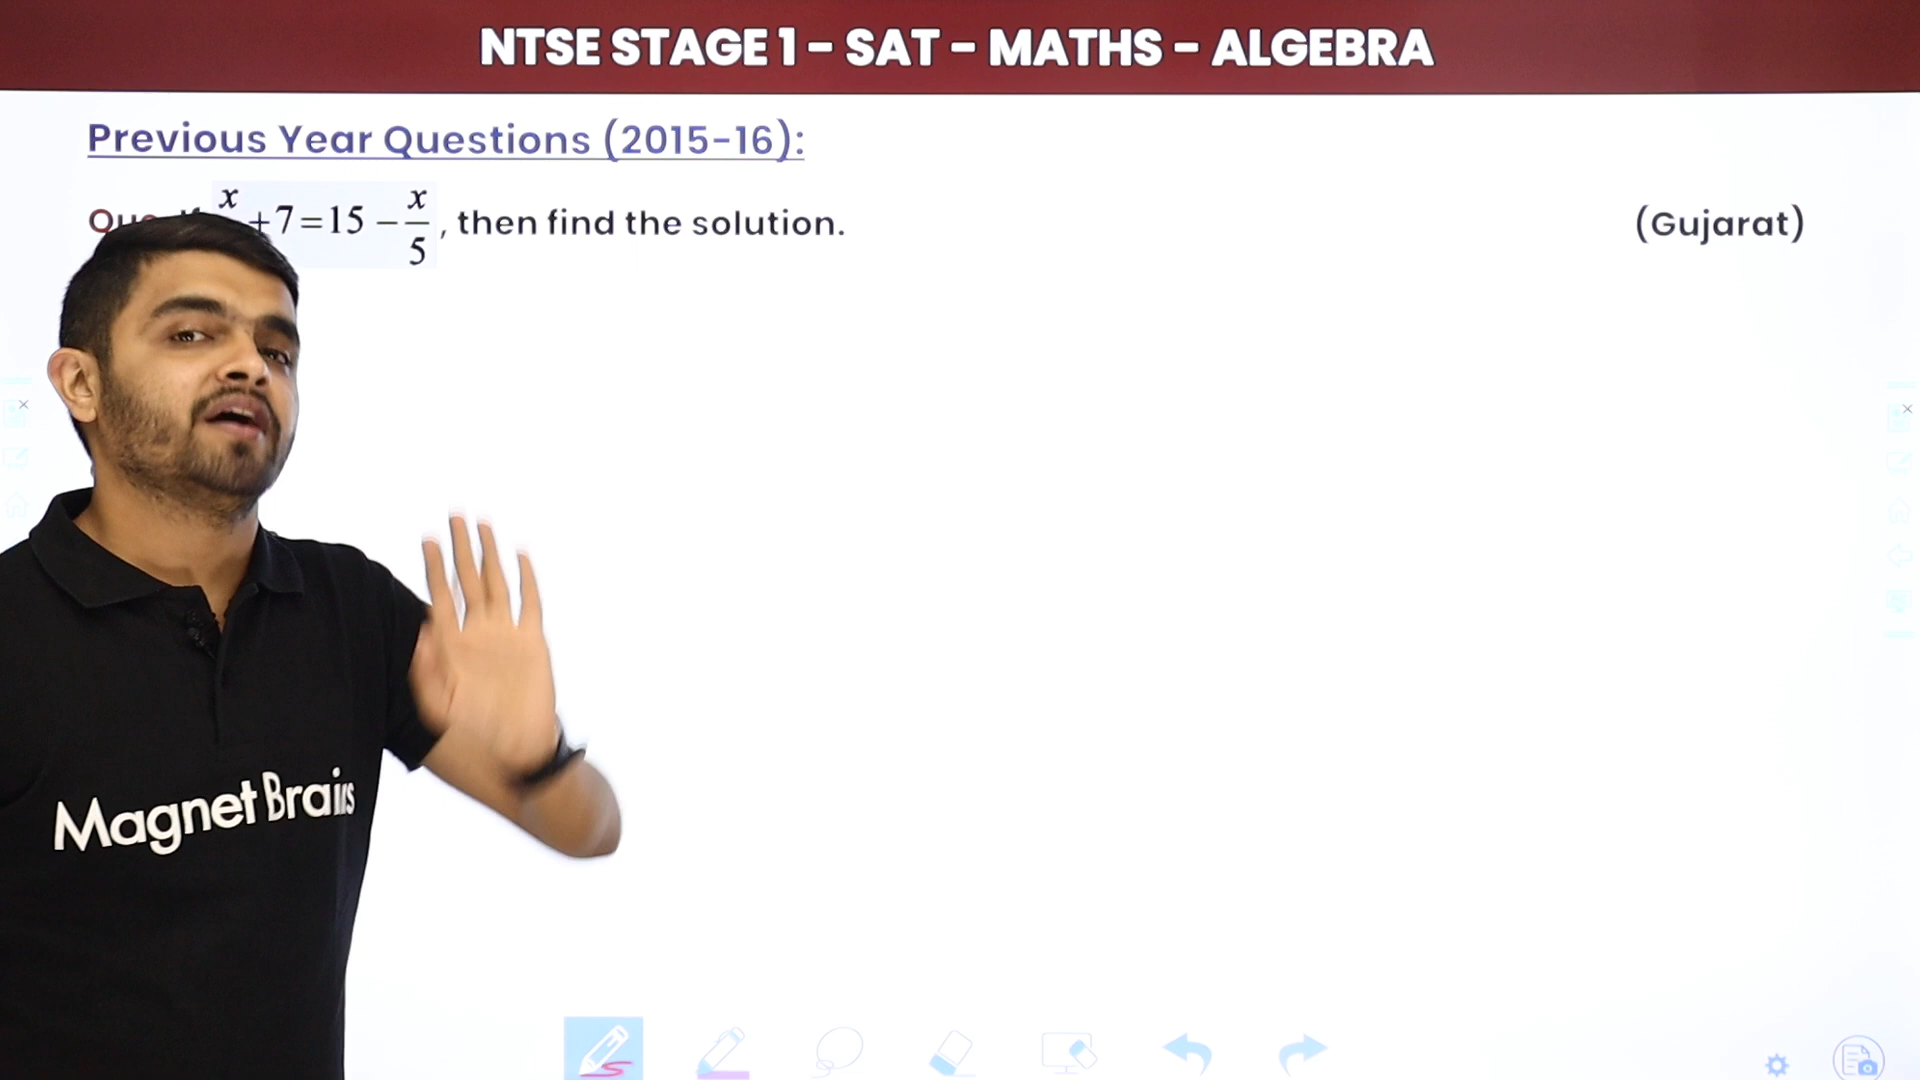 NTSE STAGE 1 - SAT - MATHS - ALGEBRA
Previous Year Questions (2015-16):
x +7=15 - x/5, then find the solution. (Gujarat)
Magnet Brains